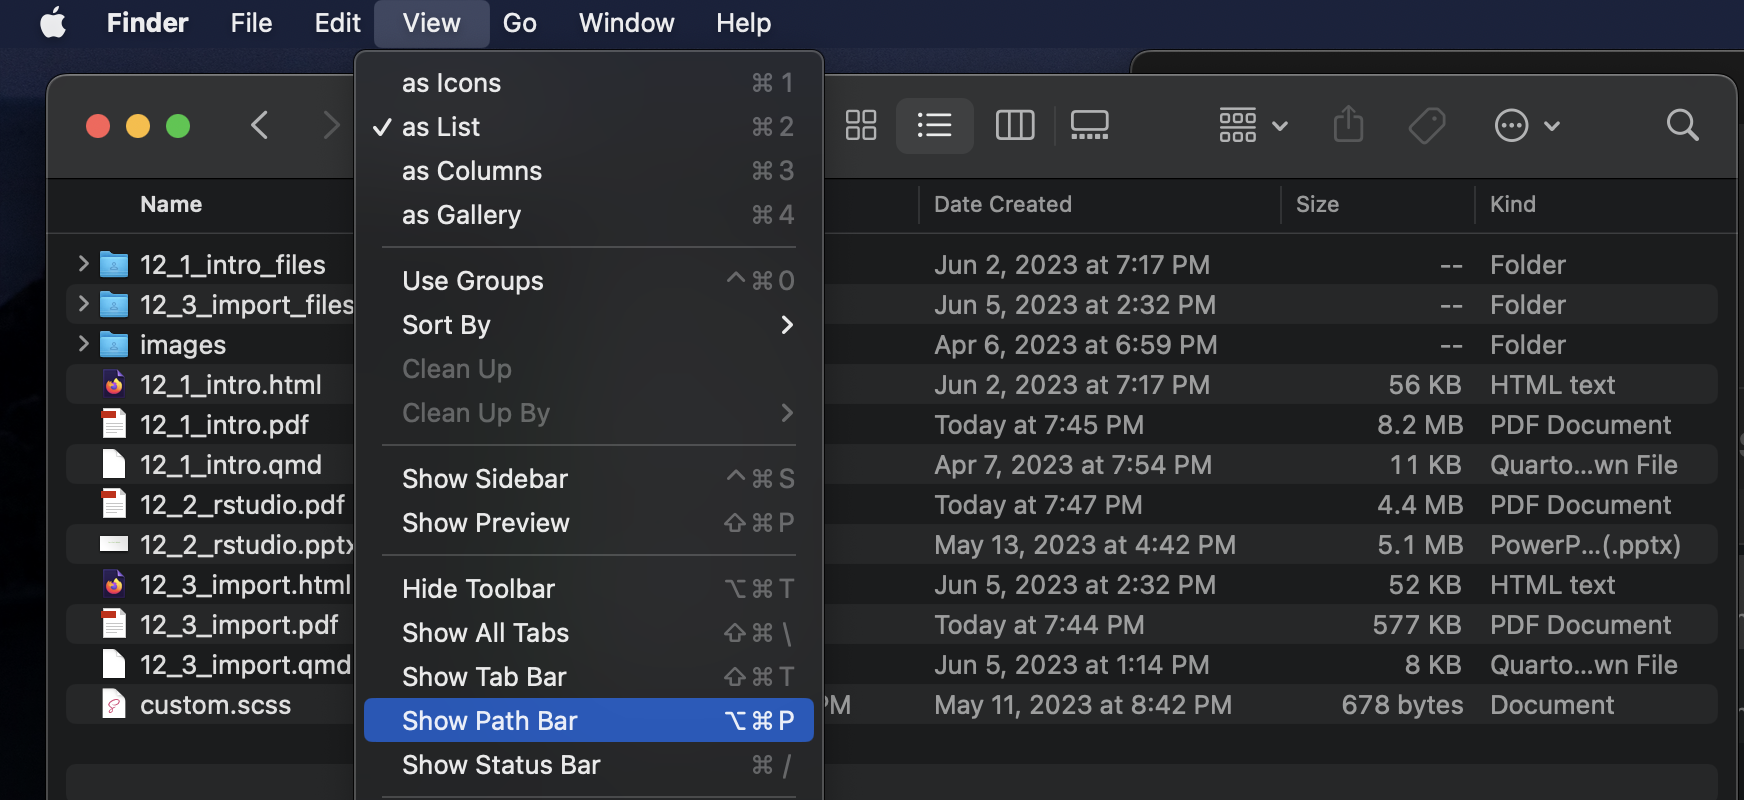 Finder File Edit View Go Window Help
as Icons ⌘ 1
✓ as List ⌘ 2
as Columns ⌘ 3
as Gallery ⌘ 4
Use Groups ^ ⌘ 0
Sort By
Clean Up
Clean Up By
Show Sidebar ^ ⌘ S
Show Preview ⇧ ⌘ P
Hide Toolbar ⌥ ⌘ T
Show All Tabs ⇧ ⌘ \
Show Tab Bar ⇧ ⌘ T
Show Path Bar ⌥ ⌘ P
Show Status Bar ⌘ /
Name Date Created Size Kind
12_1_intro_files Jun 2, 2023 at 7:17 PM -- Folder
12_3_import_files Jun 5, 2023 at 2:32 PM -- Folder
images Apr 6, 2023 at 6:59 PM -- Folder
12_1_intro.html Jun 2, 2023 at 7:17 PM 56 KB HTML text
12_1_intro.pdf Today at 7:45 PM 8.2 MB PDF Document
12_1_intro.qmd Apr 7, 2023 at 7:54 PM 11 KB Quarto...wn File
12_2_rstudio.pdf Today at 7:47 PM 4.4 MB PDF Document
12_2_rstudio.pptx May 13, 2023 at 4:42 PM 5.1 MB PowerP...(.pptx)
12_3_import.html Jun 5, 2023 at 2:32 PM 52 KB HTML text
12_3_import.pdf Today at 7:44 PM 577 KB PDF Document
12_3_import.qmd Jun 5, 2023 at 1:14 PM 8 KB Quarto...wn File
custom.scss PM May 11, 2023 at 8:42 PM 678 bytes Document